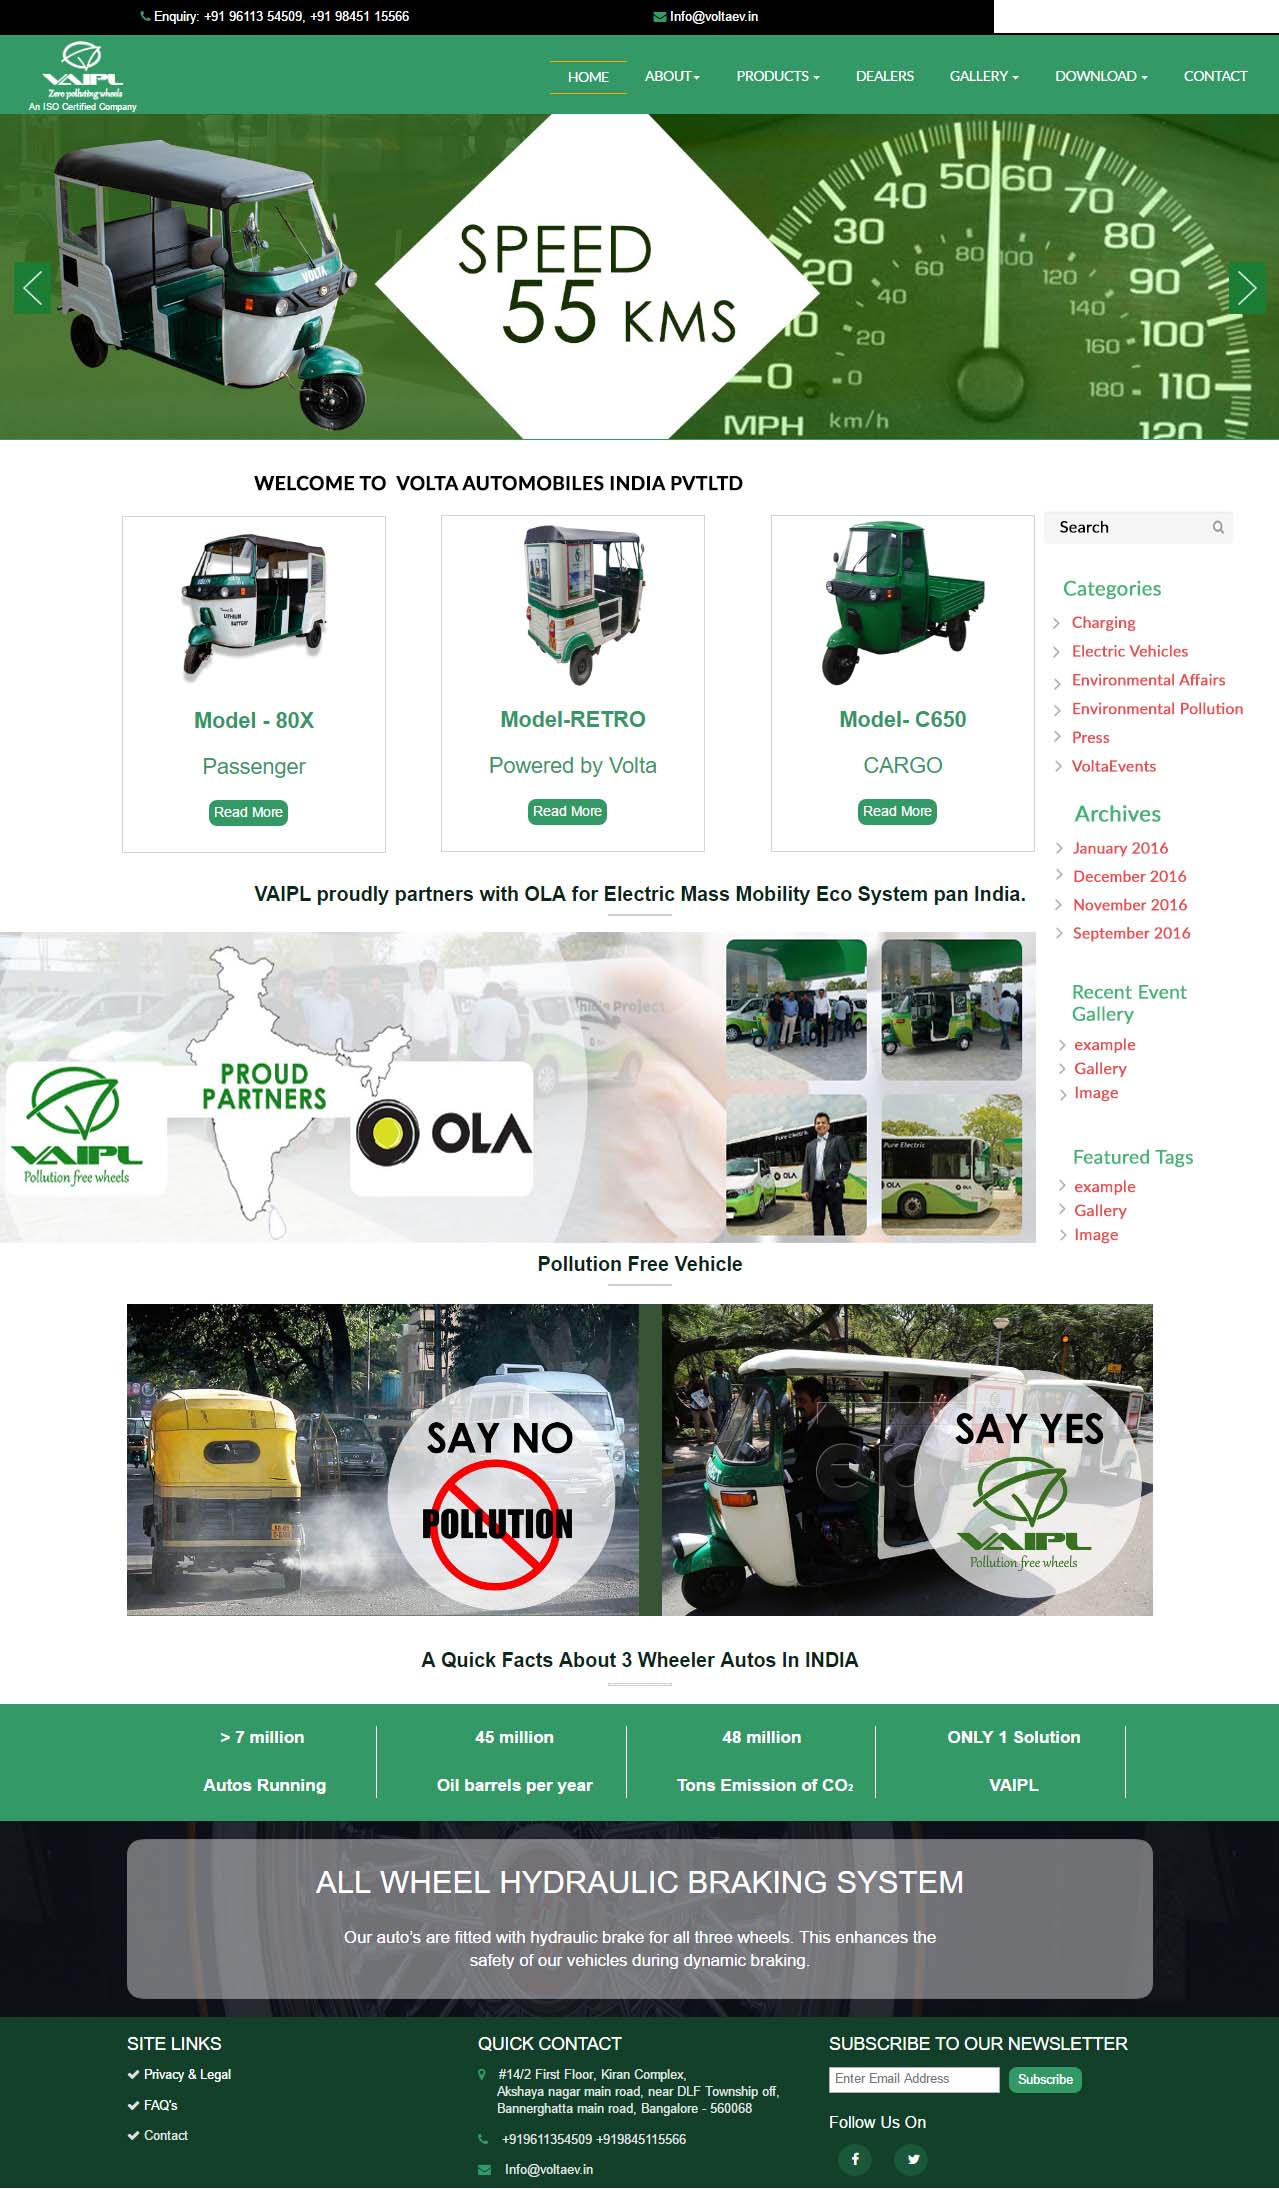 Enquiry: +91 96113 54509, +91 98451 15566
Info@voltaev.in
VAIPL
Zero polluting wheels
An ISO Certified Company
HOME
ABOUT
PRODUCTS
DEALERS
GALLERY
DOWNLOAD
CONTACT
VOLTA
SPEED
55 KMS
0
10
20
30
40
50
60
70
80
90
100
110
120
0
20
40
60
80
100
120
140
160
180
MPH
km/h
WELCOME TO VOLTA AUTOMOBILES INDIA PVTLTD
LITHIUM
BATTERY
Model - 80X
Passenger
Read More
Model-RETRO
Powered by Volta
Read More
Model- C650
CARGO
Read More
Search
Categories
Charging
Electric Vehicles
Environmental Affairs
Environmental Pollution
Press
VoltaEvents
Archives
January 2016
December 2016
November 2016
September 2016
Recent Event
Gallery
example
Gallery
Image
Featured Tags
example
Gallery
Image
VAIPL proudly partners with OLA for Electric Mass Mobility Eco System pan India.
Project
VAIPL
Pollution free wheels
PROUD
PARTNERS
OLA
Pure Electric
Pure Electric
OLA
OLA
Pollution Free Vehicle
SAY NO
POLLUTION
SAY YES
VAIPL
Pollution free wheels
A Quick Facts About 3 Wheeler Autos In INDIA
> 7 million
Autos Running
45 million
Oil barrels per year
48 million
Tons Emission of CO₂
ONLY 1 Solution
VAIPL
ALL WHEEL HYDRAULIC BRAKING SYSTEM
Our auto's are fitted with hydraulic brake for all three wheels. This enhances the
safety of our vehicles during dynamic braking.
SITE LINKS
Privacy & Legal
FAQ's
Contact
QUICK CONTACT
#14/2 First Floor, Kiran Complex,
Akshaya nagar main road, near DLF Township off,
Bannerghatta main road, Bangalore - 560068
+919611354509 +919845115566
Info@voltaev.in
SUBSCRIBE TO OUR NEWSLETTER
Enter Email Address
Subscribe
Follow Us On